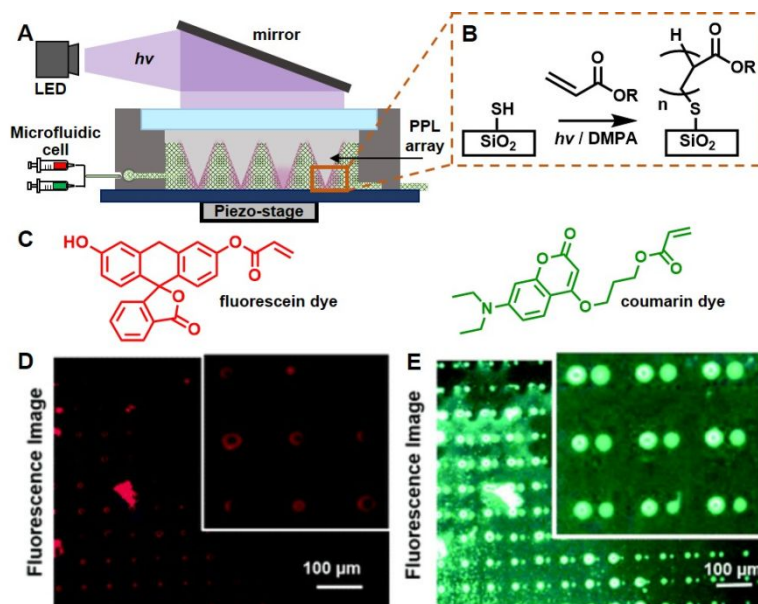 A
hv
mirror
LED
Microfluidic
cell
PPL
array
Piezo-stage
B
SH
SiO2
O
OR
hv / DMPA
H
O
OR
n
S
SiO2
C
HO
O
O
O
O
fluorescein dye
O
O
O
O
O
N
coumarin dye
D
Fluorescence Image
100 µm
E
Fluorescence Image
100 µm